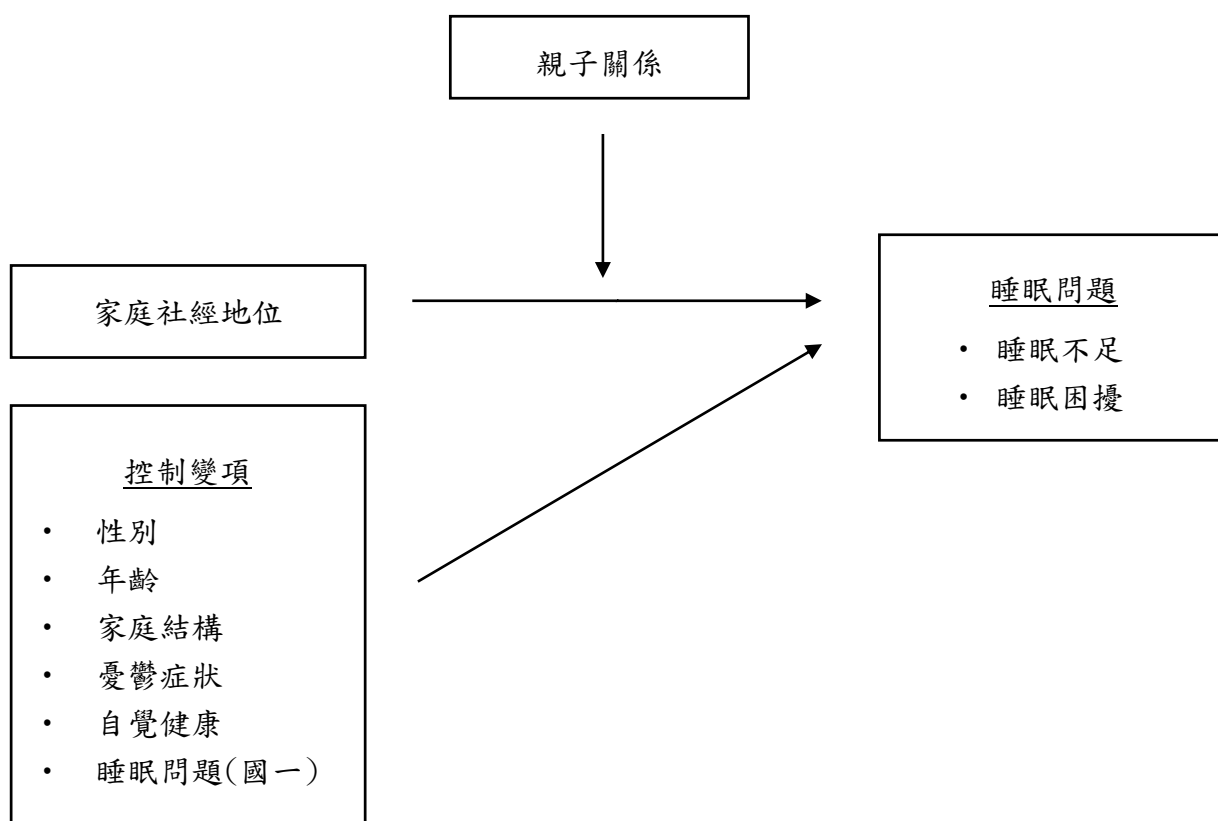 親子關係
家庭社經地位
睡眠問題
· 睡眠不足
· 睡眠困擾
控制變項
· 性別
· 年齡
· 家庭結構
· 憂鬱症狀
· 自覺健康
· 睡眠問題(國一)